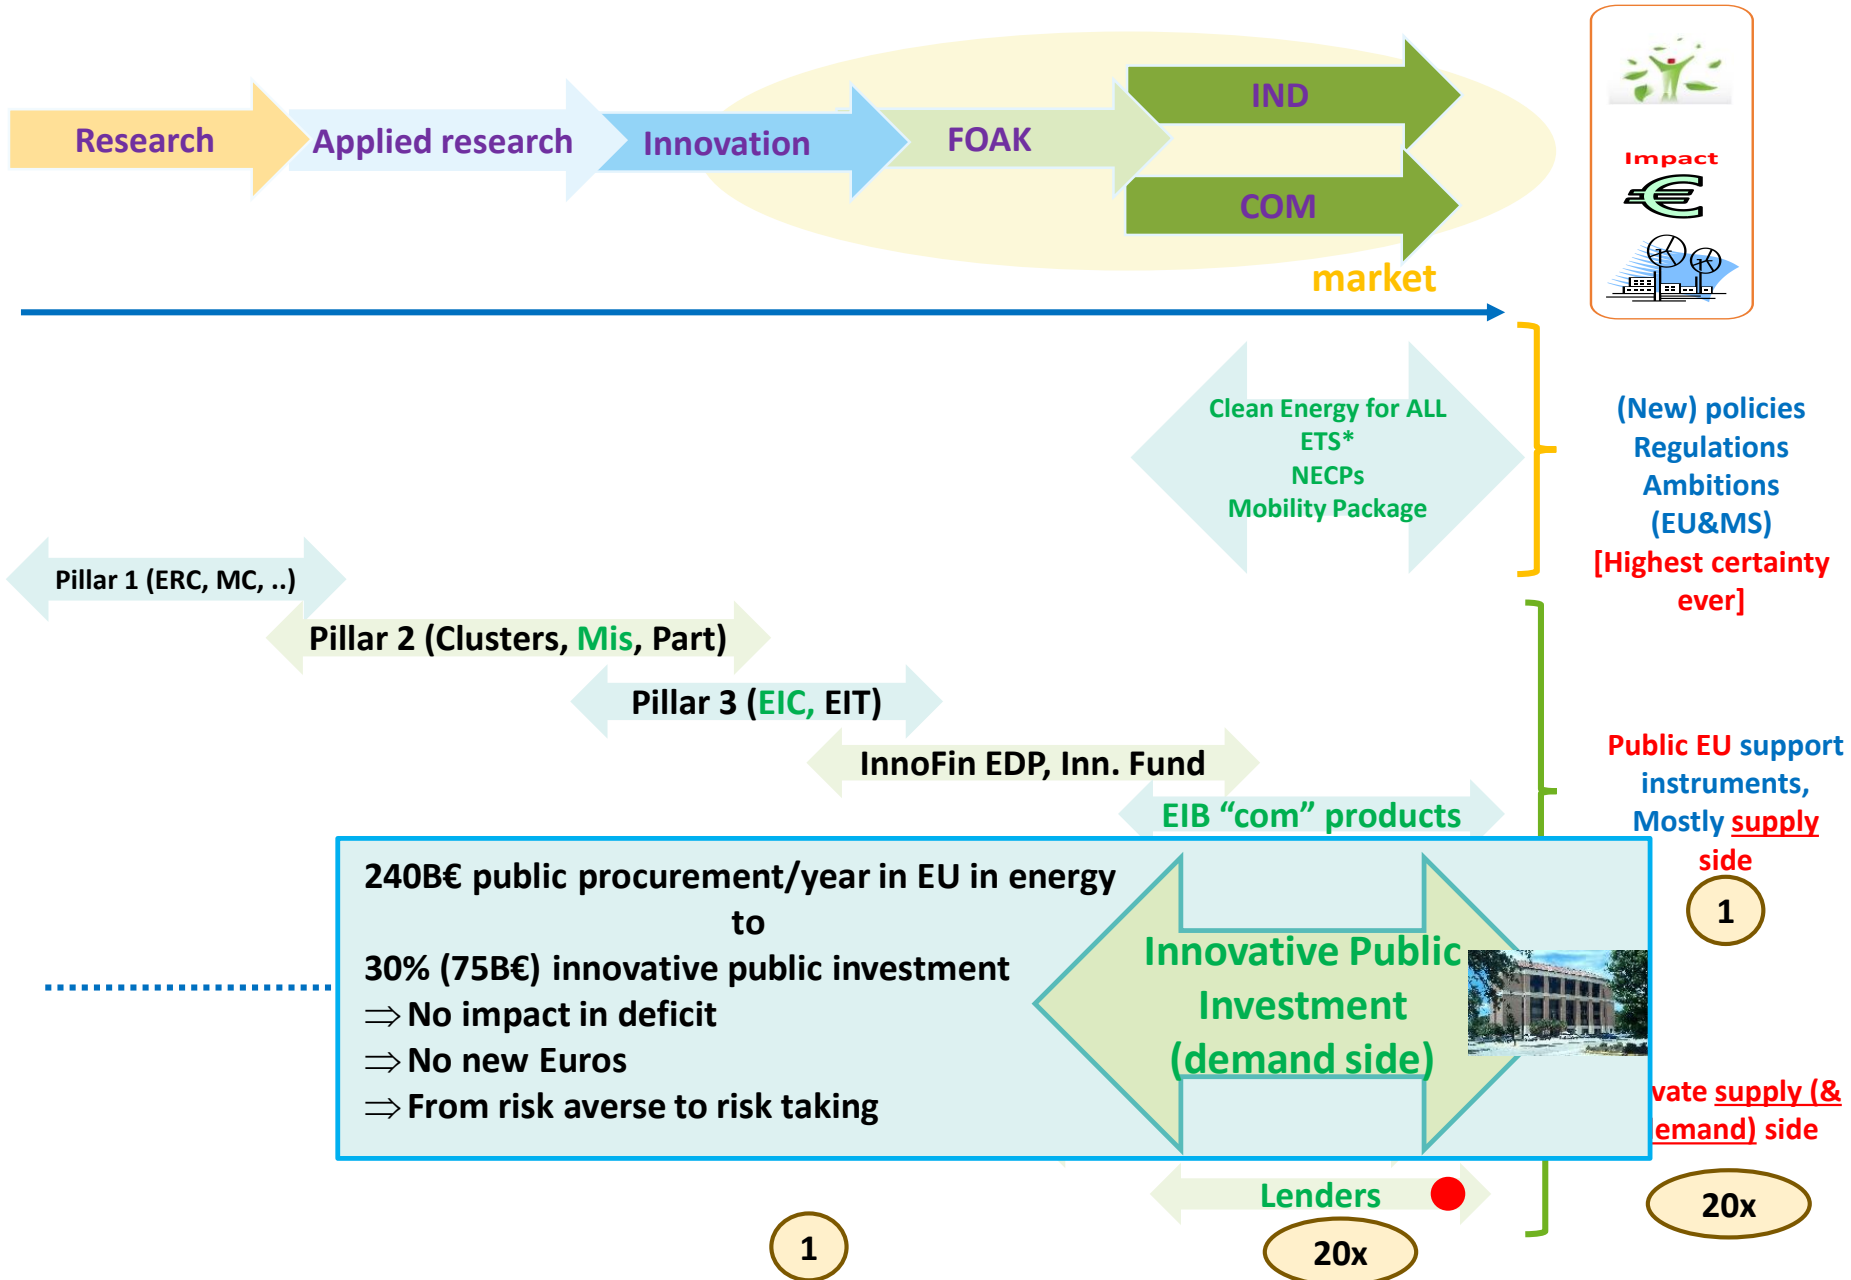 Research
Applied research
Innovation
FOAK
IND
COM
market
Impact
Clean Energy for ALL
ETS*
NECPs
Mobility Package
(New) policies
Regulations
Ambitions
(EU&MS)
[Highest certainty
ever]
Pillar 1 (ERC, MC, ..)
Pillar 2 (Clusters, Mis, Part)
Pillar 3 (EIC, EIT)
InnoFin EDP, Inn. Fund
EIB “com” products
Public EU support
instruments,
Mostly supply
side
1
240B€ public procurement/year in EU in energy
to
30% (75B€) innovative public investment
⇒ No impact in deficit
⇒ No new Euros
⇒ From risk averse to risk taking
Innovative Public
Investment
(demand side)
supply (&
side
Lenders
20x
1
20x